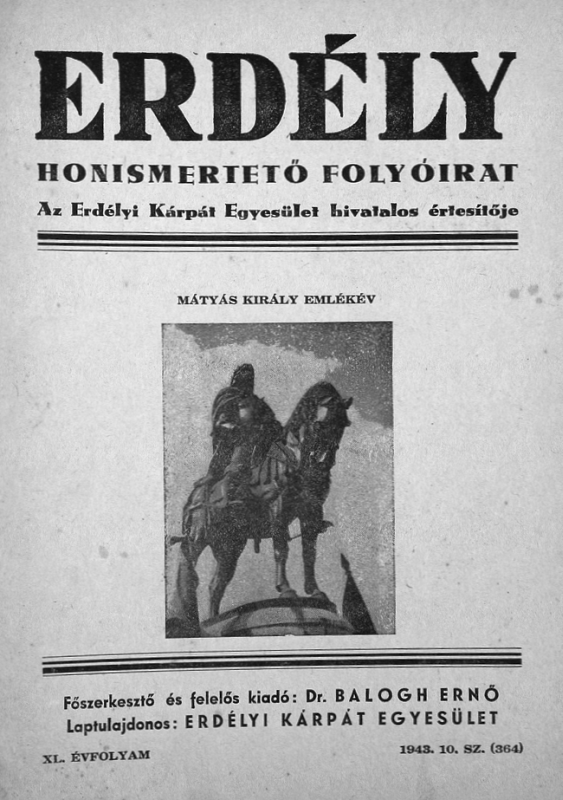 ERDÉLY
HONISMERTETŐ FOLYÓIRAT
Az Erdélyi Kárpát Egyesület hivatalos értesítője
MÁTYÁS KIRÁLY EMLÉKÉV
Főszerkesztő és felelős kiadó: Dr. BALOGH ERNŐ
Laptulajdonos: ERDÉLYI KÁRPÁT EGYESÜLET
XL. ÉVFOLYAM
1943. 10. SZ. (364)